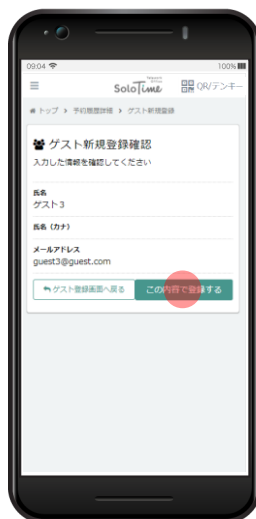 09:04 100%
SoloTime QR/テンキー
トップ > 予約履歴詳細 > ゲスト新規登録
ゲスト新規登録確認
入力した情報を確認してください
氏名
ゲスト3
氏名（カナ）
メールアドレス
guest3@guest.com
ゲスト登録画面へ戻る この内容で登録する